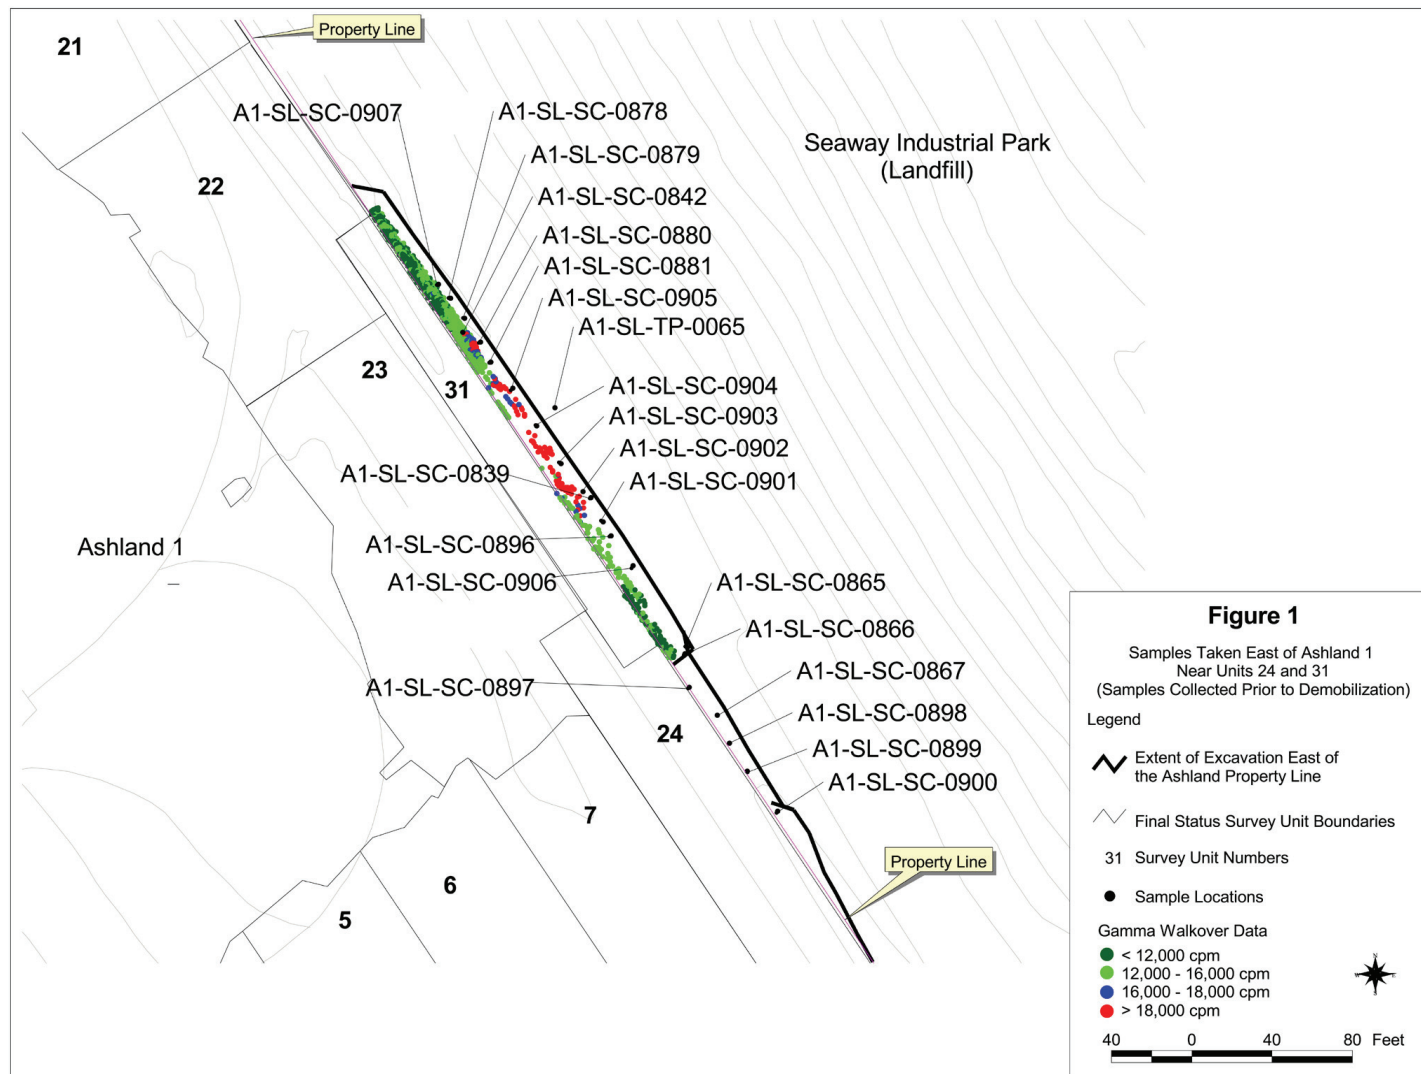 Property Line
21
A1-SL-SC-0907
A1-SL-SC-0878
Seaway Industrial Park
(Landfill)
A1-SL-SC-0879
22
A1-SL-SC-0842
A1-SL-SC-0880
A1-SL-SC-0881
A1-SL-SC-0905
A1-SL-TP-0065
23
31
A1-SL-SC-0904
A1-SL-SC-0903
A1-SL-SC-0902
A1-SL-SC-0839
A1-SL-SC-0901
Ashland 1
A1-SL-SC-0896
A1-SL-SC-0906
A1-SL-SC-0865
A1-SL-SC-0866
A1-SL-SC-0867
A1-SL-SC-0897
A1-SL-SC-0898
24
A1-SL-SC-0899
A1-SL-SC-0900
7
Property Line
6
5
Figure 1
Samples Taken East of Ashland 1
Near Units 24 and 31
(Samples Collected Prior to Demobilization)
Legend
Extent of Excavation East of
the Ashland Property Line
Final Status Survey Unit Boundaries
31 Survey Unit Numbers
Sample Locations
Gamma Walkover Data
< 12,000 cpm
12,000 - 16,000 cpm
16,000 - 18,000 cpm
> 18,000 cpm
N
W E
S
40 0 40 80 Feet